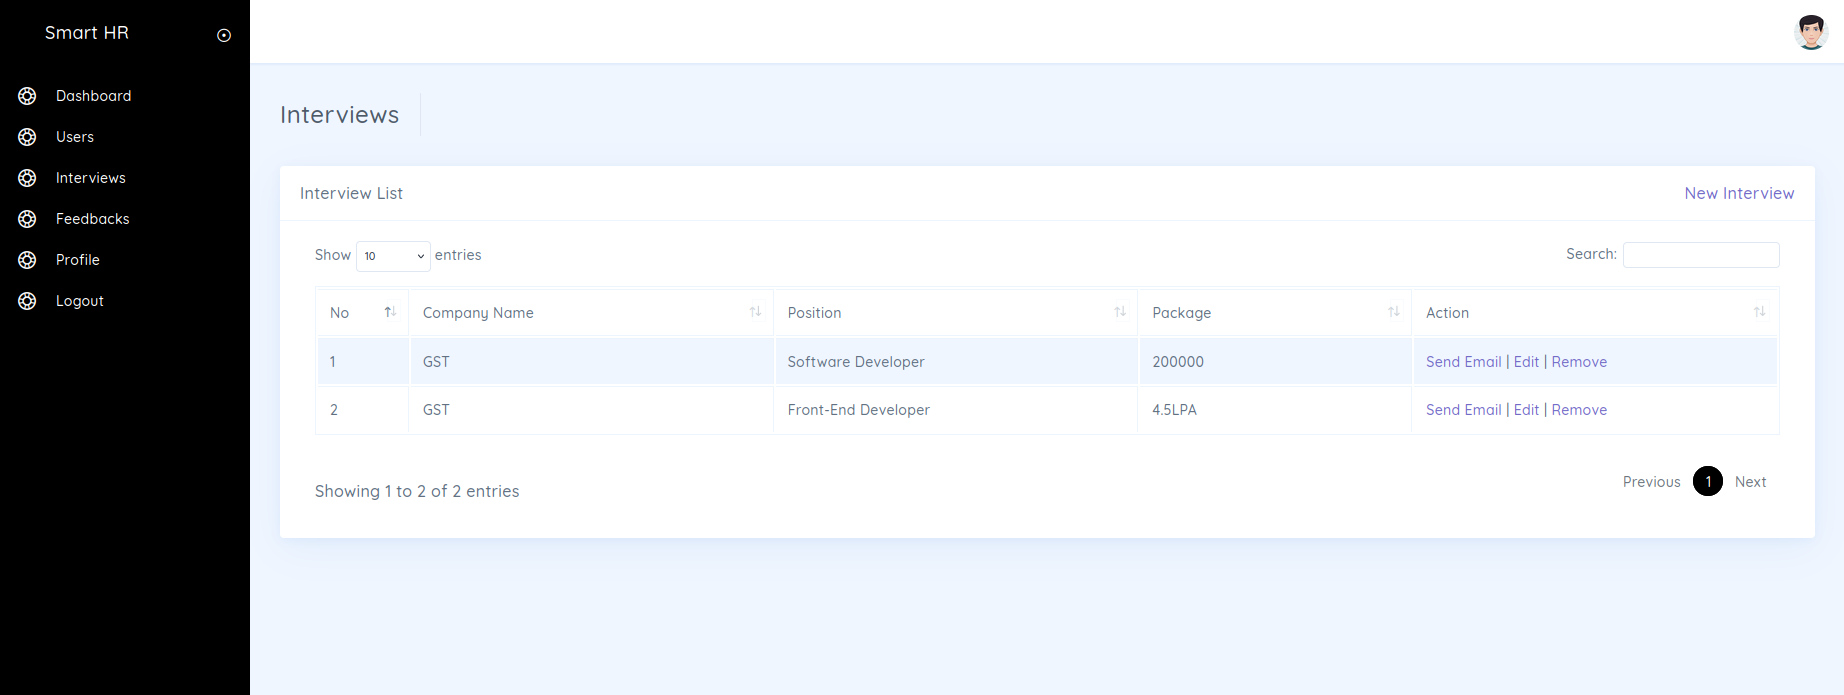 Smart HR
Dashboard
Users
Interviews
Feedbacks
Profile
Logout
Interviews
Interview List New Interview
Show 10 entries Search:
No Company Name Position Package Action
1 GST Software Developer 200000 Send Email | Edit | Remove
2 GST Front-End Developer 4.5LPA Send Email | Edit | Remove
Showing 1 to 2 of 2 entries Previous 1 Next